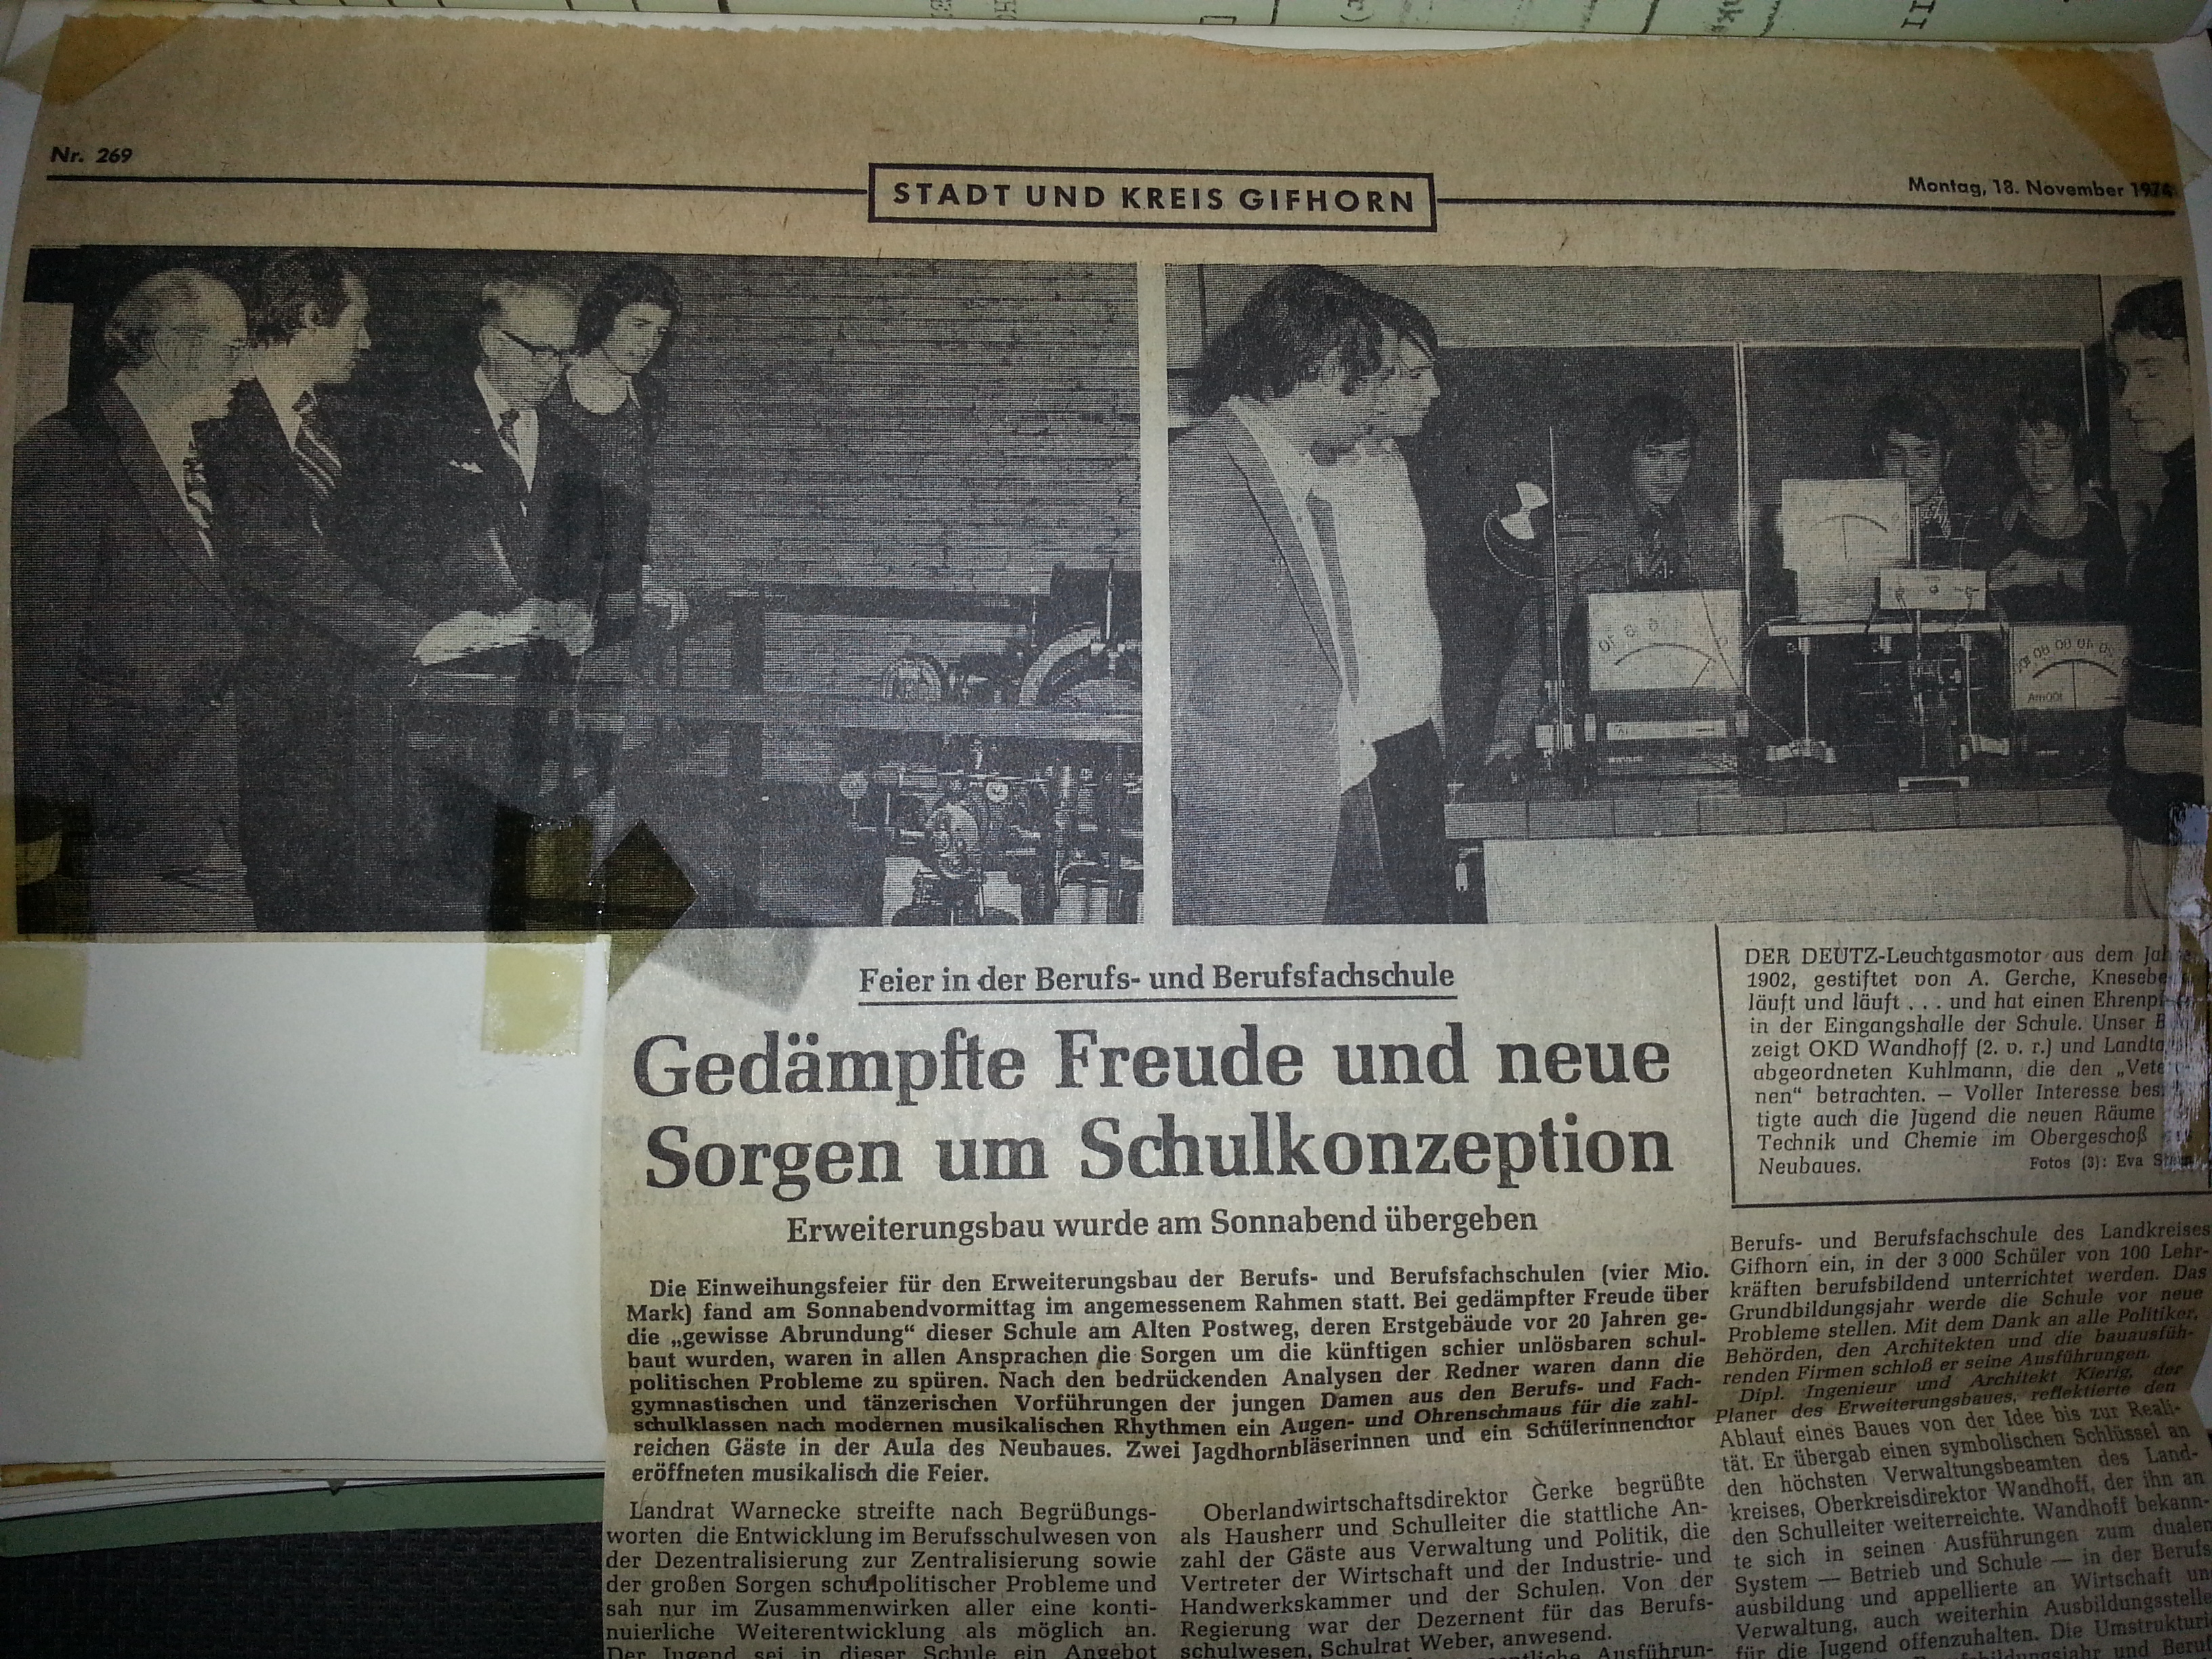 Nr. 269
STADT UND KREIS GIFHORN
Montag, 18. November 1974
Feier in der Berufs- und Berufsfachschule
Gedämpfte Freude und neue
Sorgen um Schulkonzeption
Erweiterungsbau wurde am Sonnabend übergeben
DER DEUTZ-Leuchtgasmotor aus dem
1902, gestiftet von A. Gerche,
läuft und läuft . . . und hat einen
in der Eingangshalle der Schule. Unser
zeigt OKD Wandhoff (2. v. r.) und
abgeordneten Kuhlmann, die den
nen“ betrachten. — Voller Interesse
tigte auch die Jugend die neuen Räume
Technik und Chemie im Obergeschoß
Neubaues.
Fotos (3): Eva
Die Einweihungsfeier für den Erweiterungsbau der Berufs- und Berufsfachschulen (vier Mio.
Mark) fand am Sonnabendvormittag im angemessenem Rahmen statt. Bei gedämpfter Freude über
die „gewisse Abrundung“ dieser Schule am Alten Postweg, deren Erstgebäude vor 20 Jahren ge-
baut wurden, waren in allen Ansprachen die Sorgen um die künftigen schier unlösbaren schul-
politischen Probleme zu spüren. Nach den bedrückenden Analysen der Redner waren dann die
gymnastischen und tänzerischen Vorführungen der jungen Damen aus den Berufs- und Fach-
schulklassen nach modernen musikalischen Rhythmen ein Augen- und Ohrenschmaus für die zahl-
reichen Gäste in der Aula des Neubaues. Zwei Jagdhornbläserinnen und ein Schülerinnenchor
eröffneten musikalisch die Feier.
Landrat Warnecke streifte nach Begrüßungs-
worten die Entwicklung im Berufsschulwesen von
der Dezentralisierung zur Zentralisierung sowie
der großen Sorgen schulpolitischer Probleme und
sah nur im Zusammenwirken aller eine konti-
nuierliche Weiterentwicklung als möglich an.
Der Jugend sei in dieser Schule ein Angebot
Oberlandwirtschaftsdirektor Gerke begrüßte
als Hausherr und Schulleiter die stattliche An-
zahl der Gäste aus Verwaltung und Politik, die
Vertreter der Wirtschaft und der Industrie- und
Handwerkskammer und der Schulen. Von der
Regierung war der Dezernent für das Berufs-
schulwesen, Schulrat Weber, anwesend.
Ausführun-
Berufs- und Berufsfachschule des Landkreises
Gifhorn ein, in der 3 000 Schüler von 100 Lehr-
kräften berufsbildend unterrichtet werden. Das
Grundbildungsjahr werde die Schule vor neue
Probleme stellen. Mit dem Dank an alle Politiker,
Behörden, den Architekten und die bauausfüh-
renden Firmen schloß er seine Ausführungen.
Dipl. Ingenieur und Architekt Kierig, der
Planer des Erweiterungsbaues, reflektierte den
Ablauf eines Baues von der Idee bis zur Reali-
tät. Er übergab einen symbolischen Schlüssel an
den höchsten Verwaltungsbeamten des Land-
kreises, Oberkreisdirektor Wandhoff, der ihn an
den Schulleiter weiterreichte. Wandhoff bekann-
te sich in seinen Ausführungen zum dualen
System — Betrieb und Schule — in der Berufs
ausbildung und appellierte an Wirtschaft un
Verwaltung, auch weiterhin Ausbildungsstelle
für die Jugend offenzuhalten. Die Umstruktur